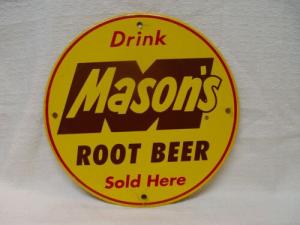 Drink
Mason's
ROOT BEER
Sold Here